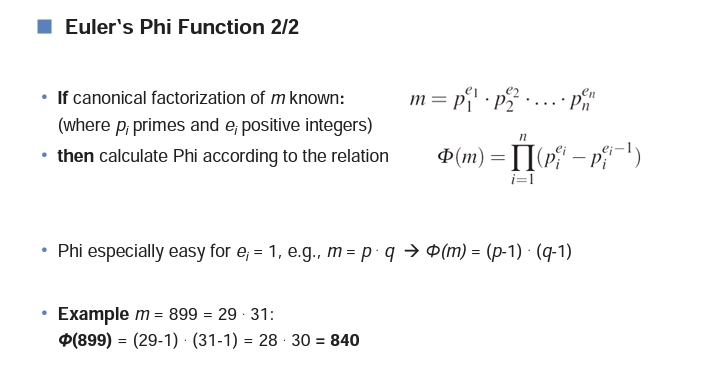 Euler‛s Phi Function 2/2
• If canonical factorization of m known: m = p₁^e₁ · p₂^e₂ · . . . · pₙ^eₙ
(where pᵢ primes and eᵢ positive integers)
• then calculate Phi according to the relation Φ(m) = ∏ᵢ₌₁ⁿ (pᵢ^eᵢ − pᵢ^(eᵢ−1))
• Phi especially easy for eᵢ = 1, e.g., m = p · q → Φ(m) = (p-1) · (q-1)
• Example m = 899 = 29 · 31:
Φ(899) = (29-1) · (31-1) = 28 · 30 = 840